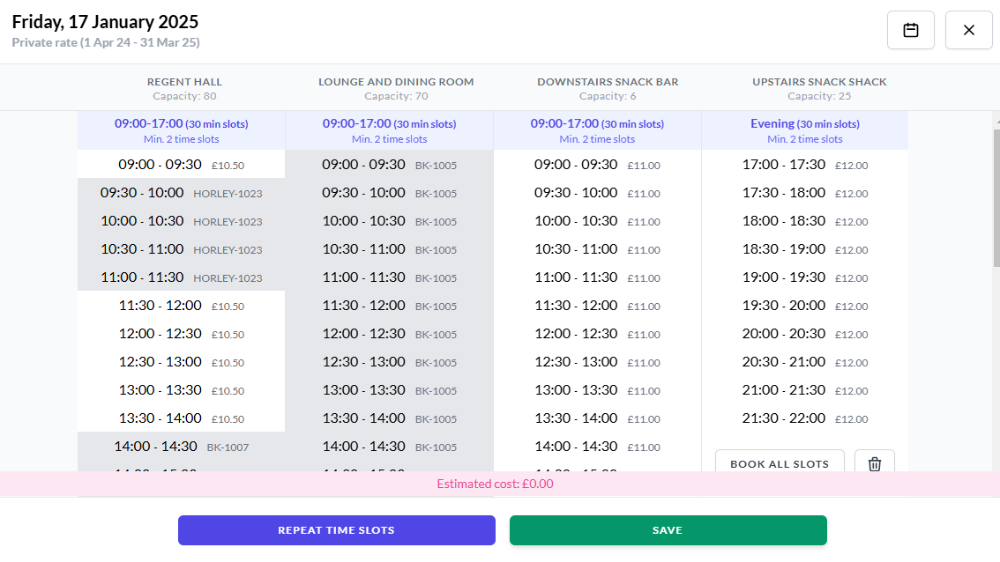 Friday, 17 January 2025
Private rate (1 Apr 24 - 31 Mar 25)
REGENT HALL
Capacity: 80
LOUNGE AND DINING ROOM
Capacity: 70
DOWNSTAIRS SNACK BAR
Capacity: 6
UPSTAIRS SNACK SHACK
Capacity: 25
09:00-17:00 (30 min slots)
Min. 2 time slots
09:00 - 09:30 £10.50
09:30 - 10:00 HORLEY-1023
10:00 - 10:30 HORLEY-1023
10:30 - 11:00 HORLEY-1023
11:00 - 11:30 HORLEY-1023
11:30 - 12:00 £10.50
12:00 - 12:30 £10.50
12:30 - 13:00 £10.50
13:00 - 13:30 £10.50
13:30 - 14:00 £10.50
14:00 - 14:30 BK-1007
09:00-17:00 (30 min slots)
Min. 2 time slots
09:00 - 09:30 BK-1005
09:30 - 10:00 BK-1005
10:00 - 10:30 BK-1005
10:30 - 11:00 BK-1005
11:00 - 11:30 BK-1005
11:30 - 12:00 BK-1005
12:00 - 12:30 BK-1005
12:30 - 13:00 BK-1005
13:00 - 13:30 BK-1005
13:30 - 14:00 BK-1005
14:00 - 14:30 BK-1005
09:00-17:00 (30 min slots)
Min. 2 time slots
09:00 - 09:30 £11.00
09:30 - 10:00 £11.00
10:00 - 10:30 £11.00
10:30 - 11:00 £11.00
11:00 - 11:30 £11.00
11:30 - 12:00 £11.00
12:00 - 12:30 £11.00
12:30 - 13:00 £11.00
13:00 - 13:30 £11.00
13:30 - 14:00 £11.00
14:00 - 14:30 £11.00
Evening (30 min slots)
Min. 2 time slots
17:00 - 17:30 £12.00
17:30 - 18:00 £12.00
18:00 - 18:30 £12.00
18:30 - 19:00 £12.00
19:00 - 19:30 £12.00
19:30 - 20:00 £12.00
20:00 - 20:30 £12.00
20:30 - 21:00 £12.00
21:00 - 21:30 £12.00
21:30 - 22:00 £12.00
BOOK ALL SLOTS
Estimated cost: £0.00
REPEAT TIME SLOTS
SAVE